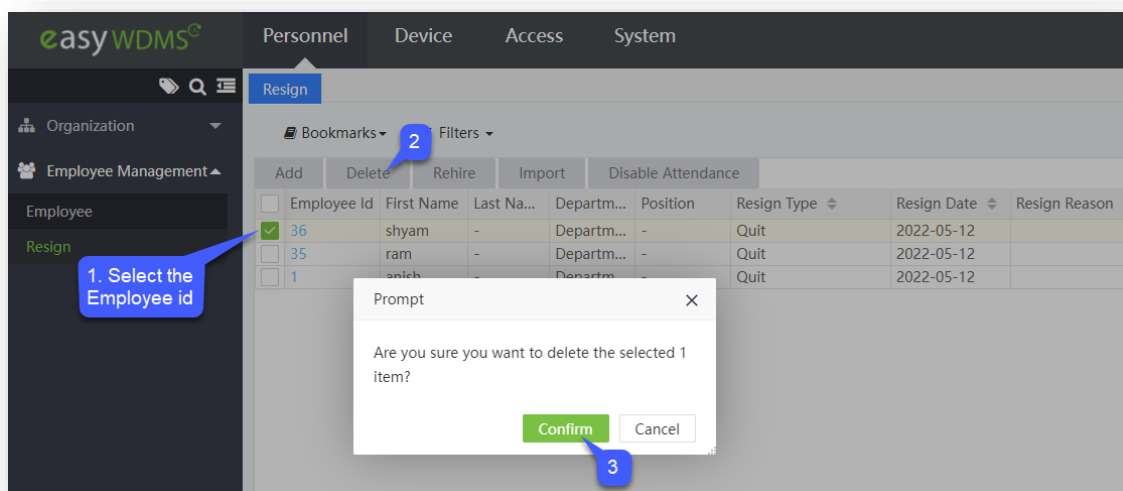 easy WDMS
Personnel Device Access System
Resign
Organization
Bookmarks 2 Filters
Employee Management
Add Delete Rehire Import Disable Attendance
Employee Id First Name Last Na... Departm... Position Resign Type Resign Date Resign Reason
Employee
36 shyam - Departm... - Quit 2022-05-12
Resign
35 ram - Departm... - Quit 2022-05-12
1 anish - Departm... - Quit 2022-05-12
1. Select the
Employee id
Prompt
Are you sure you want to delete the selected 1
item?
Confirm Cancel
3